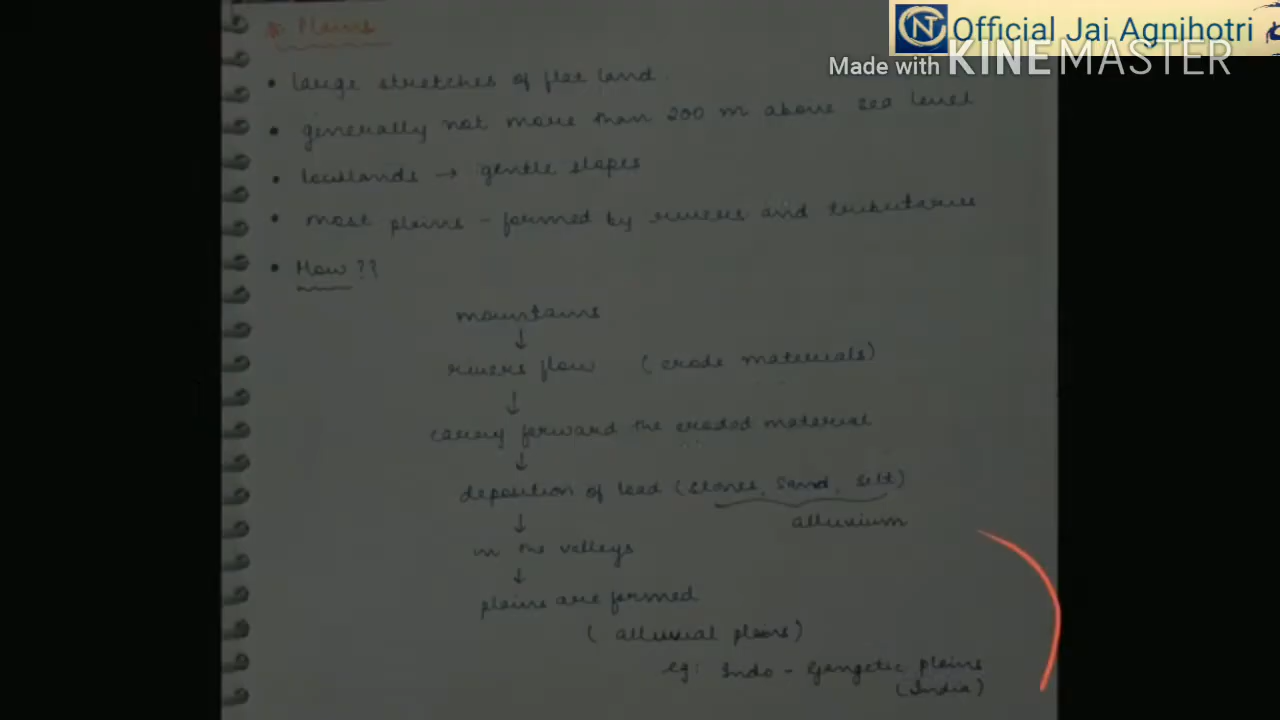 Official Jai Agnihotri
Made with KINEMASTER
* Plains
• large stretches of flat land.
• generally not more than 200 m above sea level
• lowlands → gentle slopes
• most plains - formed by rivers and tributaries
• How ??
mountains
↓
rivers flow (erode materials)
↓
carry forward the eroded material
↓
deposition of load (stones, sand, silt)
alluvium
↓
in the valleys
↓
plains are formed
(alluvial plains)
eg: Indo - Gangetic plains
(India)